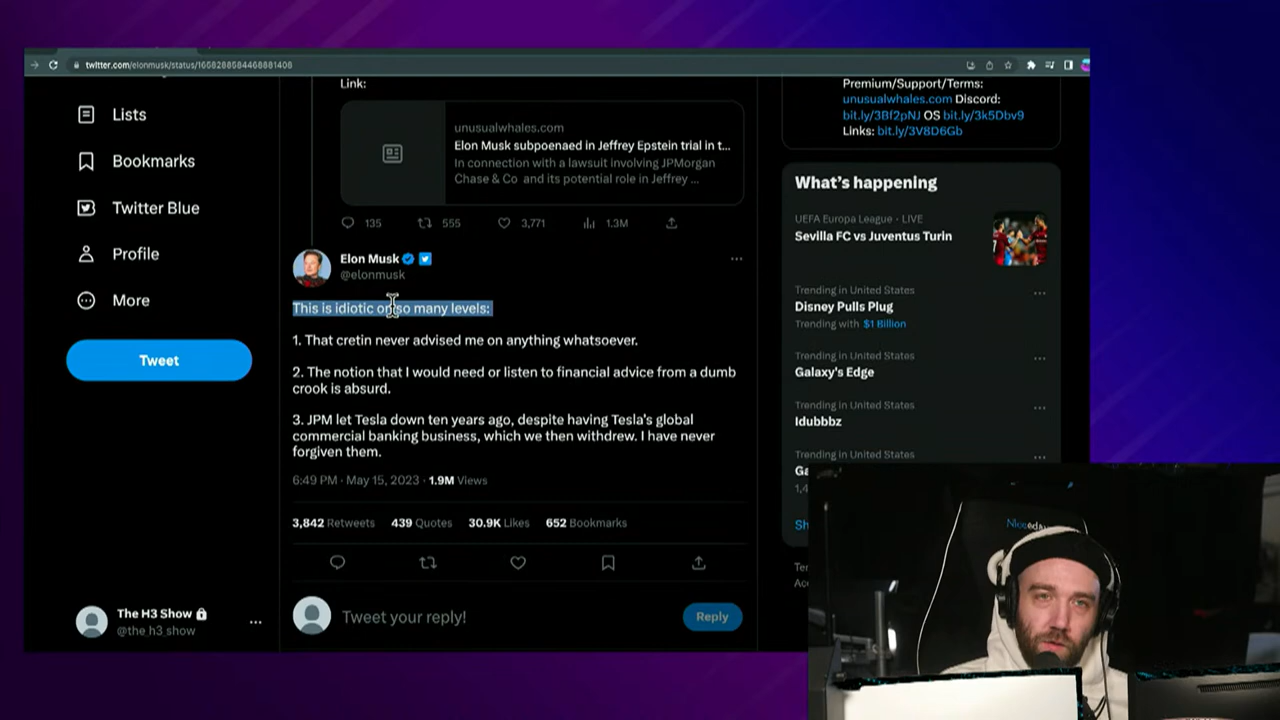 twitter.com/elonmusk/status/1658288584468881408
Lists
Bookmarks
Twitter Blue
Profile
More
Tweet
The H3 Show
@the h3 show
Link:
unusualwhales.com
Elon Musk subpoenaed in Jeffrey Epstein trial in t...
In connection with a lawsuit involving JPMorgan
Chase & Co and its potential role in Jeffrey ...
135 555 3,771 1.3M
Elon Musk
@elonmusk
This is idiotic on so many levels:
1. That cretin never advised me on anything whatsoever.
2. The notion that I would need or listen to financial advice from a dumb
crook is absurd.
3. JPM let Tesla down ten years ago, despite having Tesla's global
commercial banking business, which we then withdrew. I have never
forgiven them.
6:49 PM · May 15, 2023 · 1.9M Views
3,842 Retweets 439 Quotes 30.9K Likes 652 Bookmarks
Tweet your reply!
Reply
Premium/Support/Terms:
unusualwhales.com Discord:
bit.ly/3Bf2pNJ OS bit.ly/3k5Dbv9
Links: bit.ly/3V8D6Gb
What's happening
UEFA Europa League · LIVE
Sevilla FC vs Juventus Turin
Trending in United States
Disney Pulls Plug
Trending with $1 Billion
Trending in United States
Galaxy's Edge
Trending in United States
Idubbbz
Trending in United States
Ga
1,4
Sh
Ter